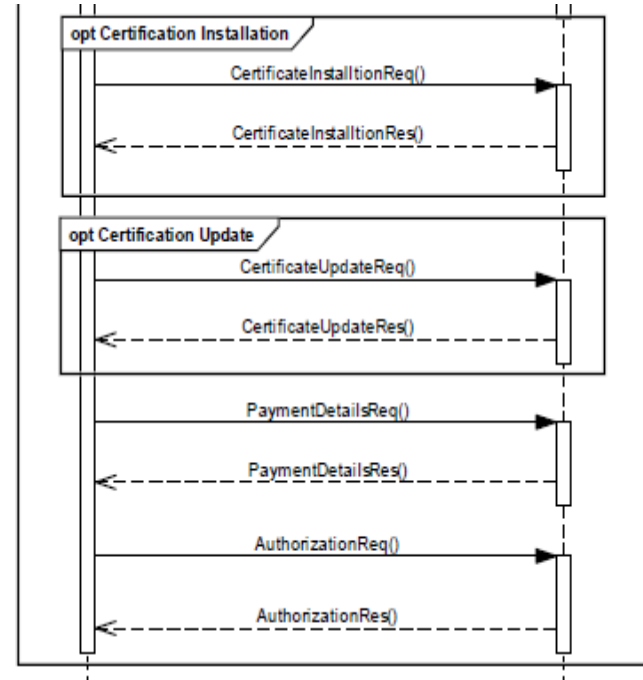 opt Certification Installation
CertificateInstalltionReq()
CertificateInstalltionRes()
opt Certification Update
CertificateUpdateReq()
CertificateUpdateRes()
PaymentDetailsReq()
PaymentDetailsRes()
AuthorizationReq()
AuthorizationRes()